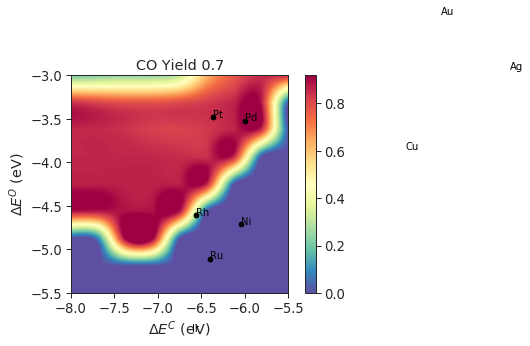 Au
Ag
CO Yield 0.7
−3.0
−3.5
−4.0
−4.5
−5.0
−5.5
ΔE^O (eV)
Pt
Pd
Cu
Rh
Ni
Ru
0.8
0.6
0.4
0.2
0.0
−8.0 −7.5 −7.0 −6.5 −6.0 −5.5
ΔE^C (eV)
Ir